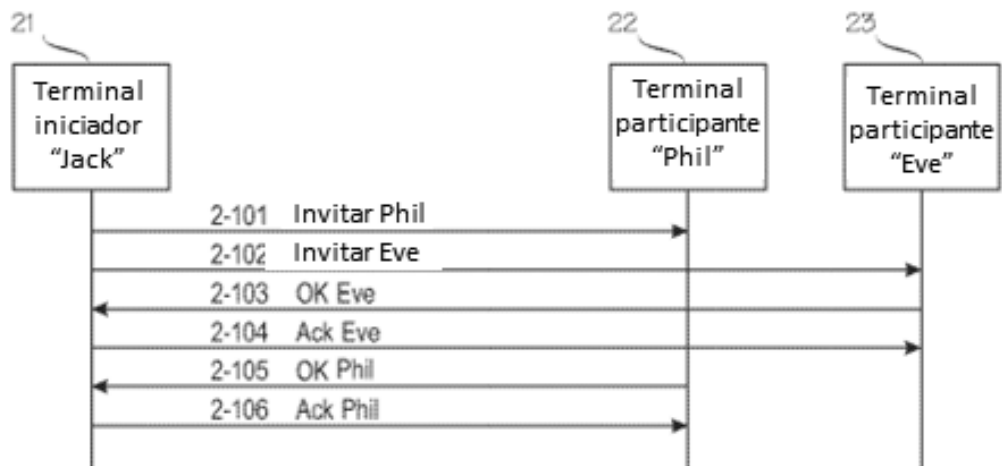 21
22
23
Terminal
iniciador
“Jack”
Terminal
participante
“Phil”
Terminal
participante
“Eve”
2-101 Invitar Phil
2-102 Invitar Eve
2-103 OK Eve
2-104 Ack Eve
2-105 OK Phil
2-106 Ack Phil